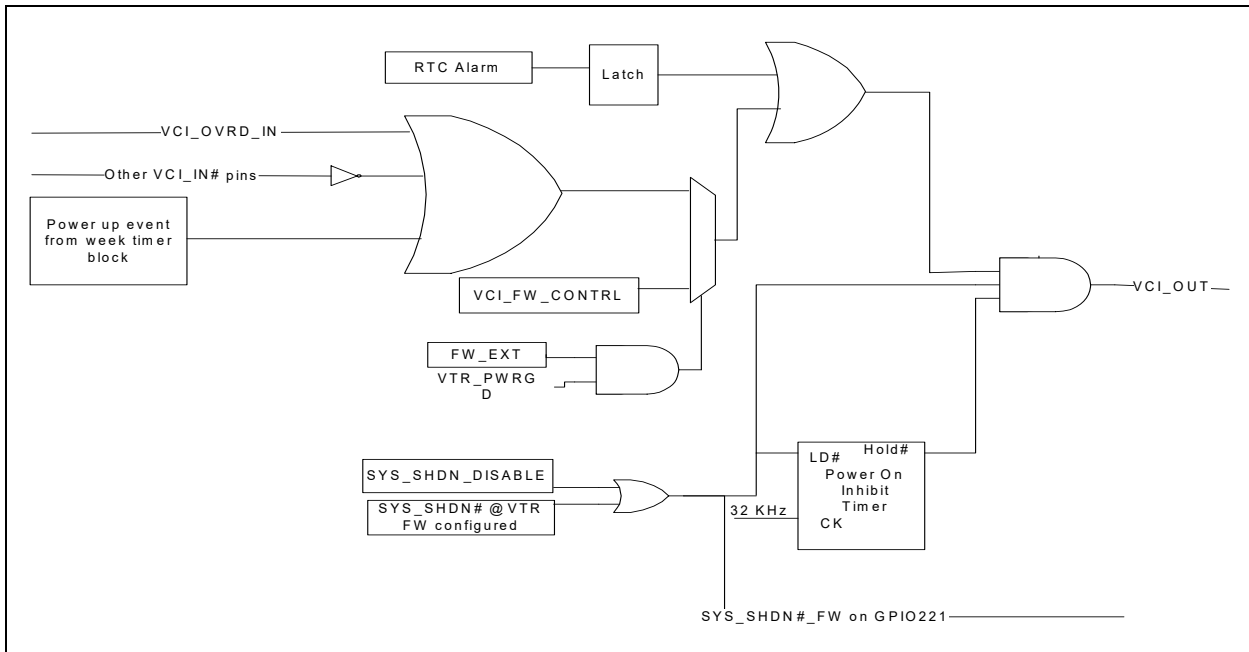 RTC Alarm
Latch
VCI_OVRD_IN
Other VCI_IN# pins
Power up event
from week timer
block
VCI_FW_CONTRL
VCI_OUT
FW_EXT
VTR_PWRG
D
SYS_SHDN_DISABLE
SYS_SHDN# @VTR
FW configured
LD#
Hold#
Power On
Inhibit
Timer
32 KHz
CK
SYS_SHDN#_FW on GPIO221